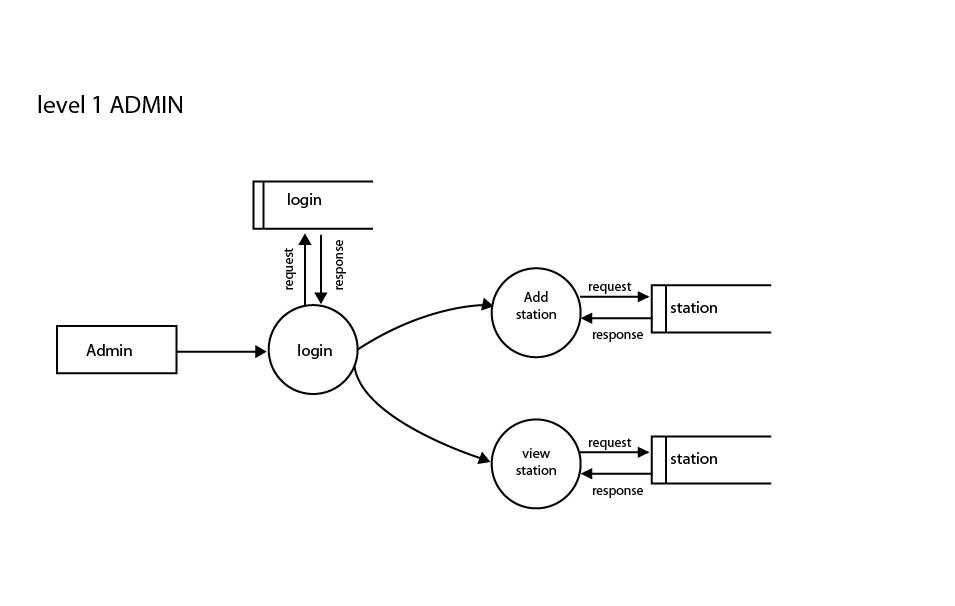 level 1 ADMIN
login
request
response
Admin
login
Add
station
request
response
station
view
station
request
response
station